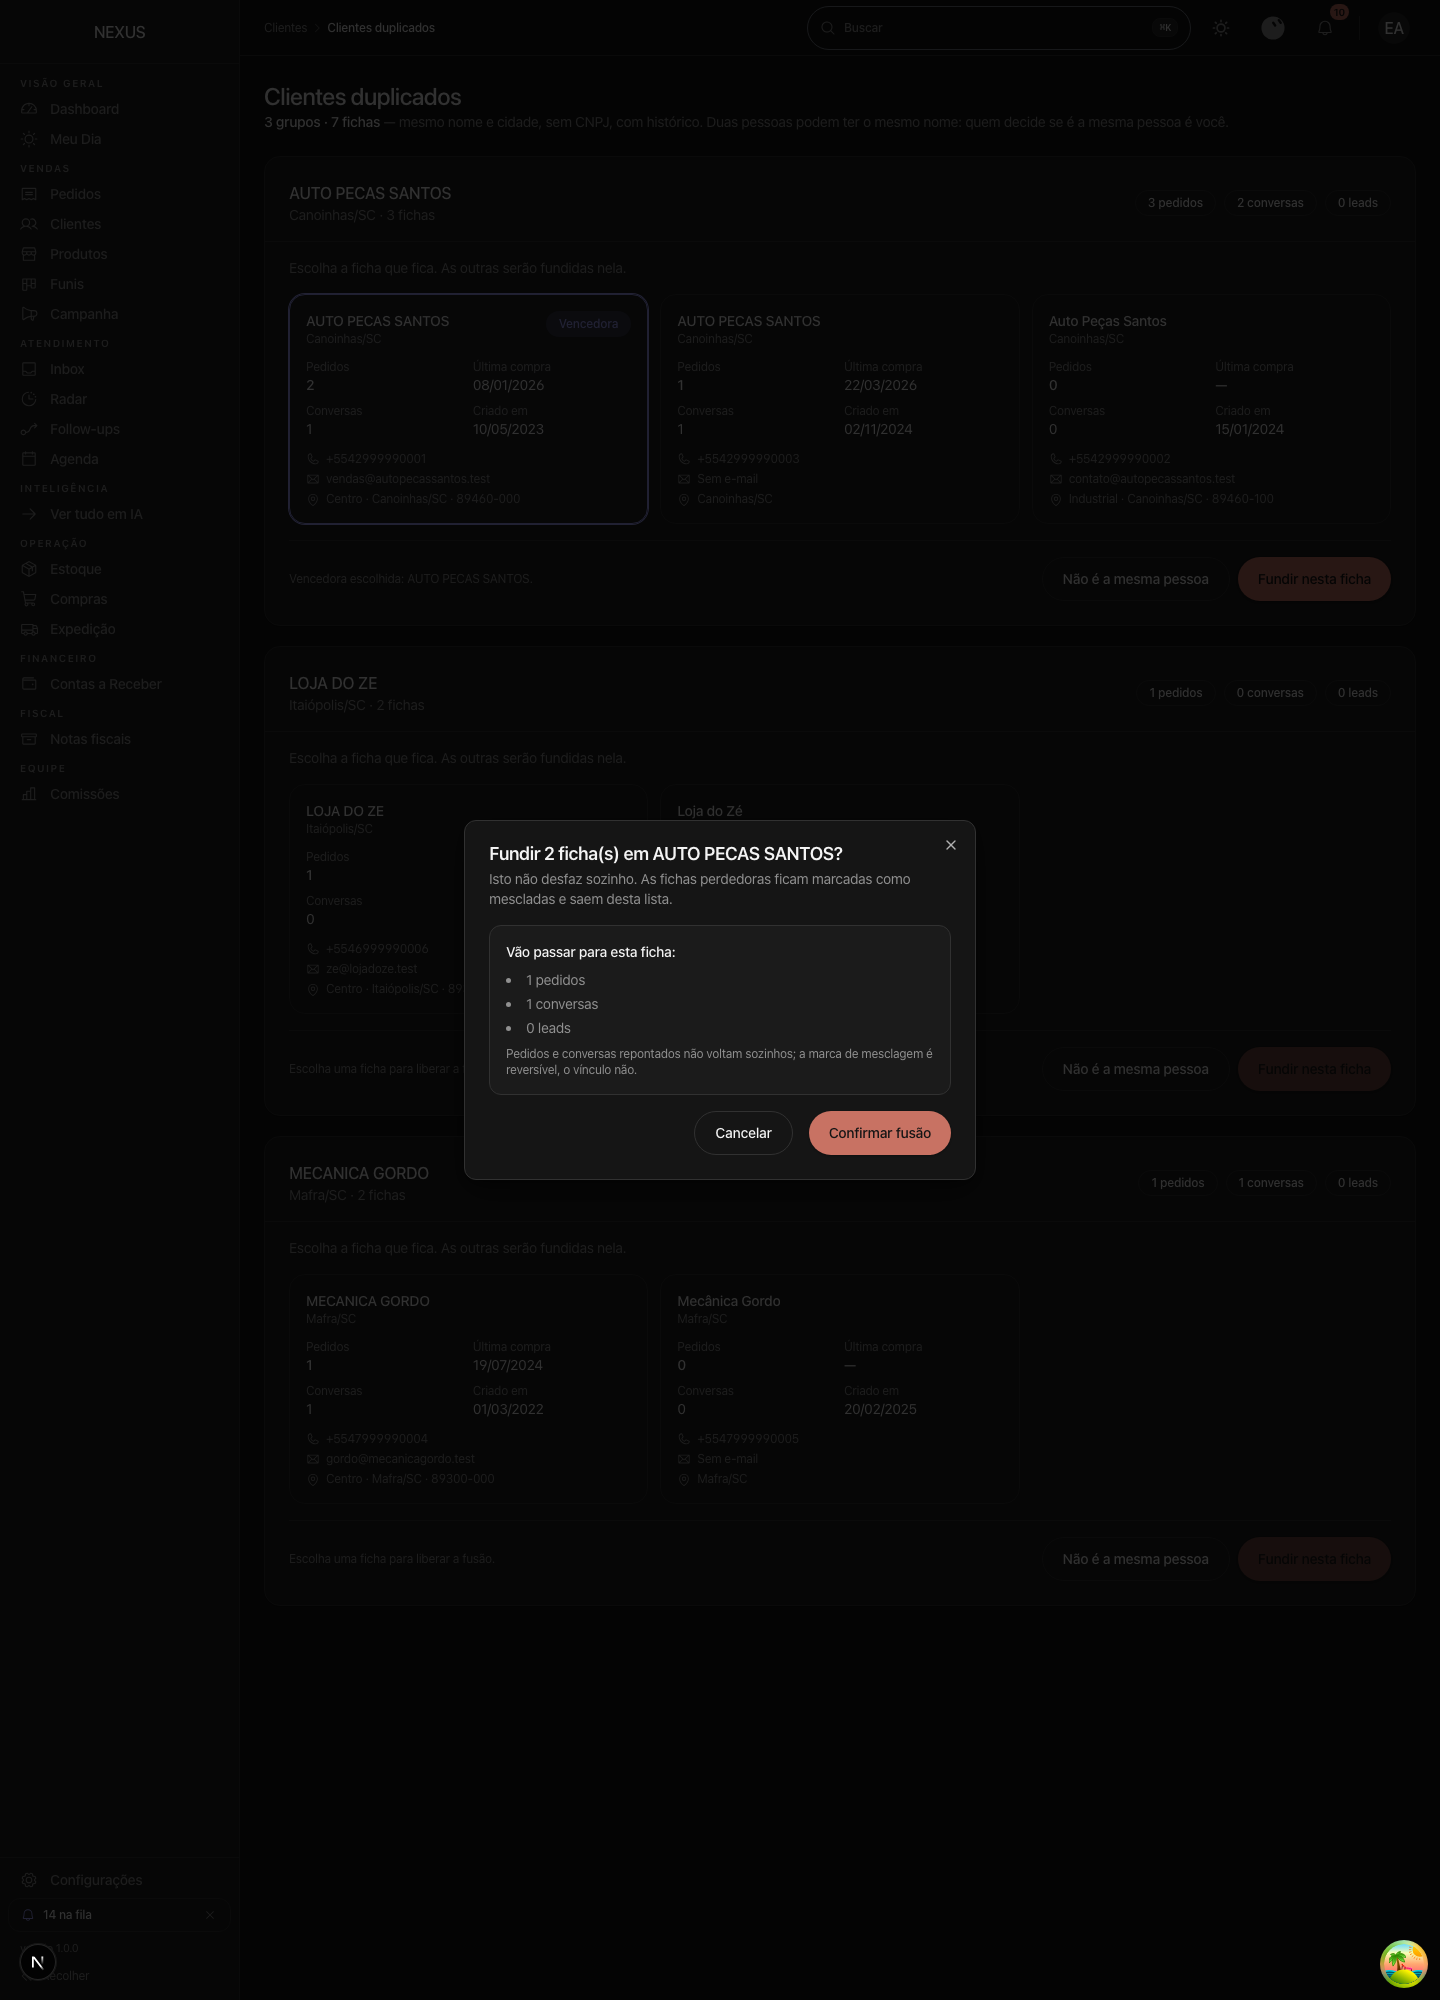 NEXUS
VISÃO GERAL
Dashboard
Meu Dia
VENDAS
Pedidos
Clientes
Produtos
Funis
Campanha
ATENDIMENTO
Inbox
Radar
Follow-ups
Agenda
INTELIGÊNCIA
Ver tudo em IA
OPERAÇÃO
Estoque
Compras
Expedição
FINANCEIRO
Contas a Receber
FISCAL
Notas fiscais
EQUIPE
Comissões
Configurações
14 na fila
1.0.0
Clientes > Clientes duplicados
Buscar
⌘K
10
EA
Clientes duplicados
3 grupos · 7 fichas — mesmo nome e cidade, sem CNPJ, com histórico. Duas pessoas podem ter o mesmo nome: quem decide se é a mesma pessoa é você.
AUTO PECAS SANTOS
Canoinhas/SC · 3 fichas
3 pedidos 2 conversas 0 leads
Escolha a ficha que fica. As outras serão fundidas nela.
AUTO PECAS SANTOS
Vencedora
Canoinhas/SC
Pedidos Última compra
2 08/01/2026
Conversas Criado em
1 10/05/2023
+5542999990001
vendas@autopecassantos.test
Centro · Canoinhas/SC · 89460-000
AUTO PECAS SANTOS
Canoinhas/SC
Pedidos Última compra
1 22/03/2026
Conversas Criado em
1 02/11/2024
+5542999990003
Sem e-mail
Canoinhas/SC
Auto Peças Santos
Canoinhas/SC
Pedidos Última compra
0 —
Conversas Criado em
0 15/01/2024
+5542999990002
contato@autopecassantos.test
Industrial · Canoinhas/SC · 89460-100
Vencedora escolhida: AUTO PECAS SANTOS.
Não é a mesma pessoa
Fundir nesta ficha
LOJA DO ZE
Itaiópolis/SC · 2 fichas
1 pedidos 0 conversas 0 leads
Escolha a ficha que fica. As outras serão fundidas nela.
LOJA DO ZE
Itaiópolis/SC
Pedidos
1
Conversas
0
+5546999990006
ze@lojadoze.test
Centro · Itaiópolis/SC · 89
Loja do Zé
Escolha uma ficha para liberar a
Não é a mesma pessoa
Fundir nesta ficha
Fundir 2 ficha(s) em AUTO PECAS SANTOS?
Isto não desfaz sozinho. As fichas perdedoras ficam marcadas como
mescladas e saem desta lista.
Vão passar para esta ficha:
• 1 pedidos
• 1 conversas
• 0 leads
Pedidos e conversas repontados não voltam sozinhos; a marca de mesclagem é
reversível, o vínculo não.
Cancelar
Confirmar fusão
MECANICA GORDO
Mafra/SC · 2 fichas
1 pedidos 1 conversas 0 leads
Escolha a ficha que fica. As outras serão fundidas nela.
MECANICA GORDO
Mafra/SC
Pedidos Última compra
1 19/07/2024
Conversas Criado em
1 01/03/2022
+5547999990004
gordo@mecanicagordo.test
Centro · Mafra/SC · 89300-000
Mecânica Gordo
Mafra/SC
Pedidos Última compra
0 —
Conversas Criado em
0 20/02/2025
+5547999990005
Sem e-mail
Mafra/SC
Escolha uma ficha para liberar a fusão.
Não é a mesma pessoa
Fundir nesta ficha